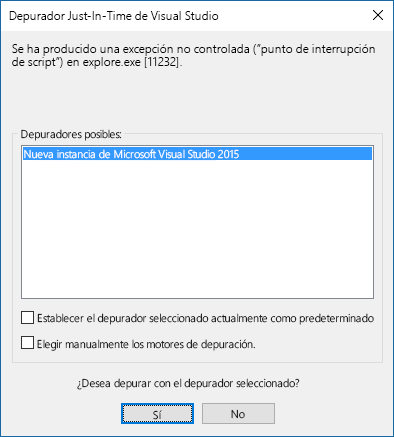 Depurador Just-In-Time de Visual Studio
Se ha producido una excepción no controlada ("punto de interrupción
de script") en explore.exe [11232].
Depuradores posibles:
Nueva instancia de Microsoft Visual Studio 2015
Establecer el depurador seleccionado actualmente como predeterminado
Elegir manualmente los motores de depuración.
¿Desea depurar con el depurador seleccionado?
Sí
No